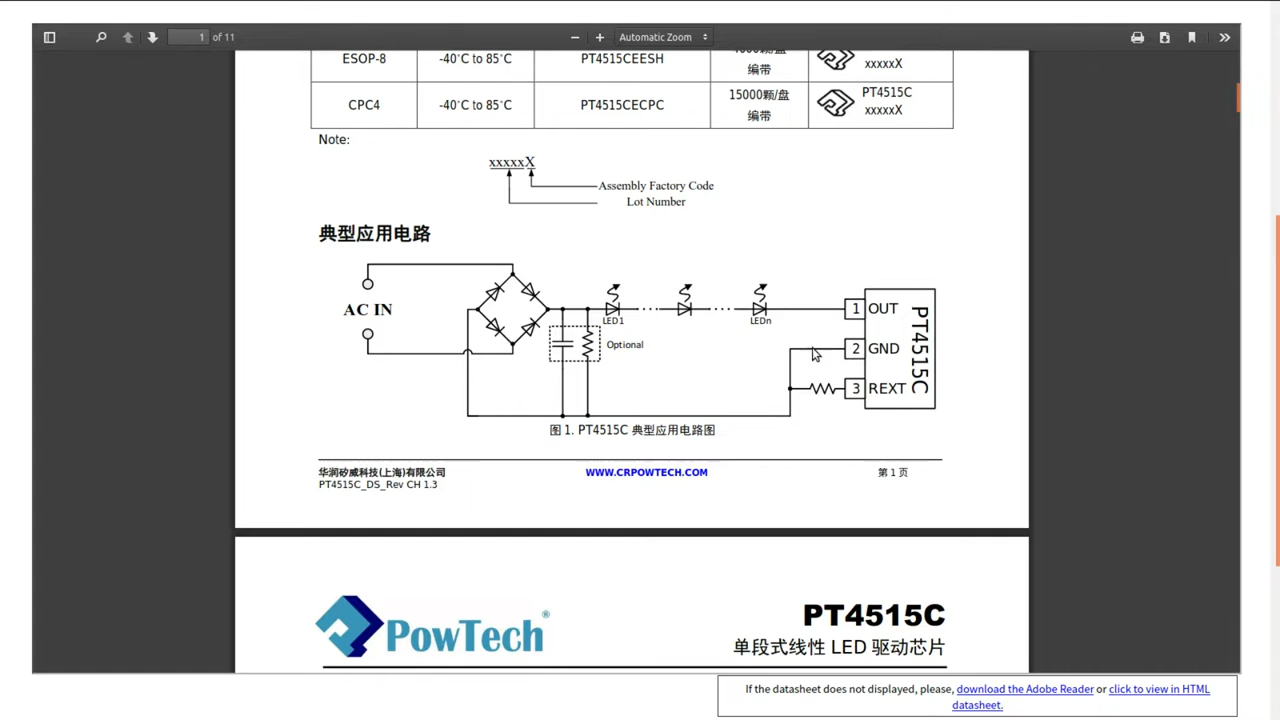 1 of 11
Automatic Zoom
ESOP-8 -40°C to 85°C PT4515CEESH 4000颗/盘 编带 xxxxxX
CPC4 -40°C to 85°C PT4515CECPC 15000颗/盘 编带 PT4515C xxxxxX
Note:
xxxxxX
Assembly Factory Code
Lot Number
典型应用电路
AC IN
LED1
LEDn
Optional
1 OUT
2 GND
3 REXT
PT4515C
图 1. PT4515C 典型应用电路图
华润矽威科技(上海)有限公司 WWW.CRPOWTECH.COM 第 1 页
PT4515C_DS_Rev CH 1.3
PowTech®
PT4515C
单段式线性 LED 驱动芯片
If the datasheet does not displayed, please, download the Adobe Reader or click to view in HTML
datasheet.